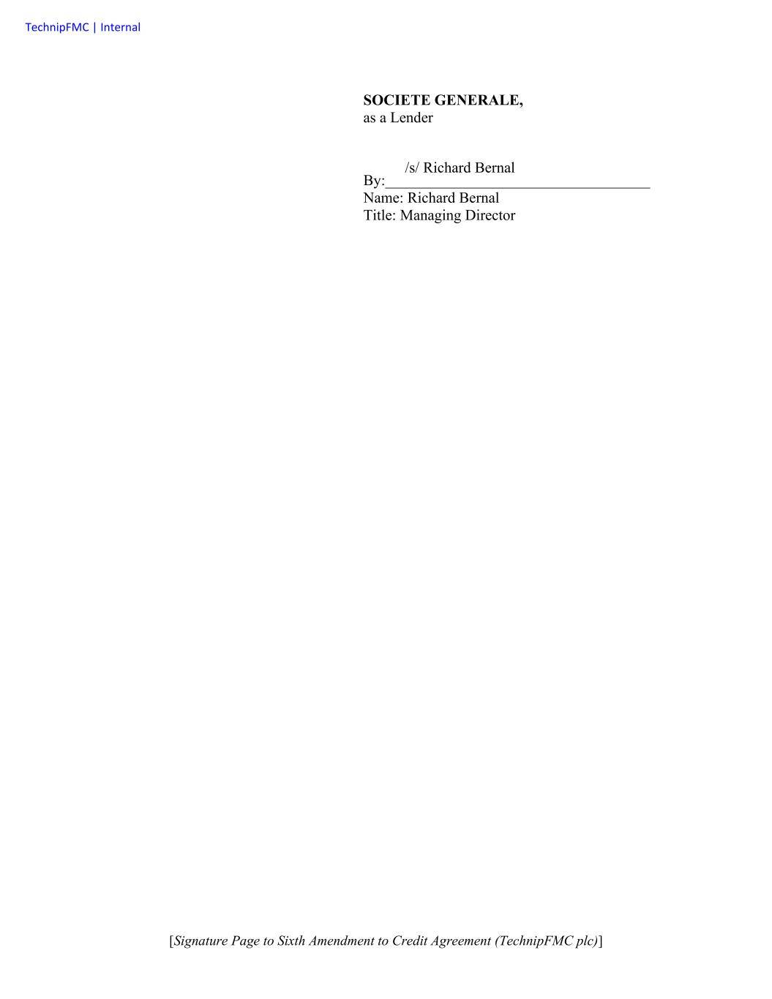 TechnipFMC | Internal
SOCIETE GENERALE,
as a Lender
/s/ Richard Bernal
By:____________________________________
Name: Richard Bernal
Title: Managing Director
[Signature Page to Sixth Amendment to Credit Agreement (TechnipFMC plc)]